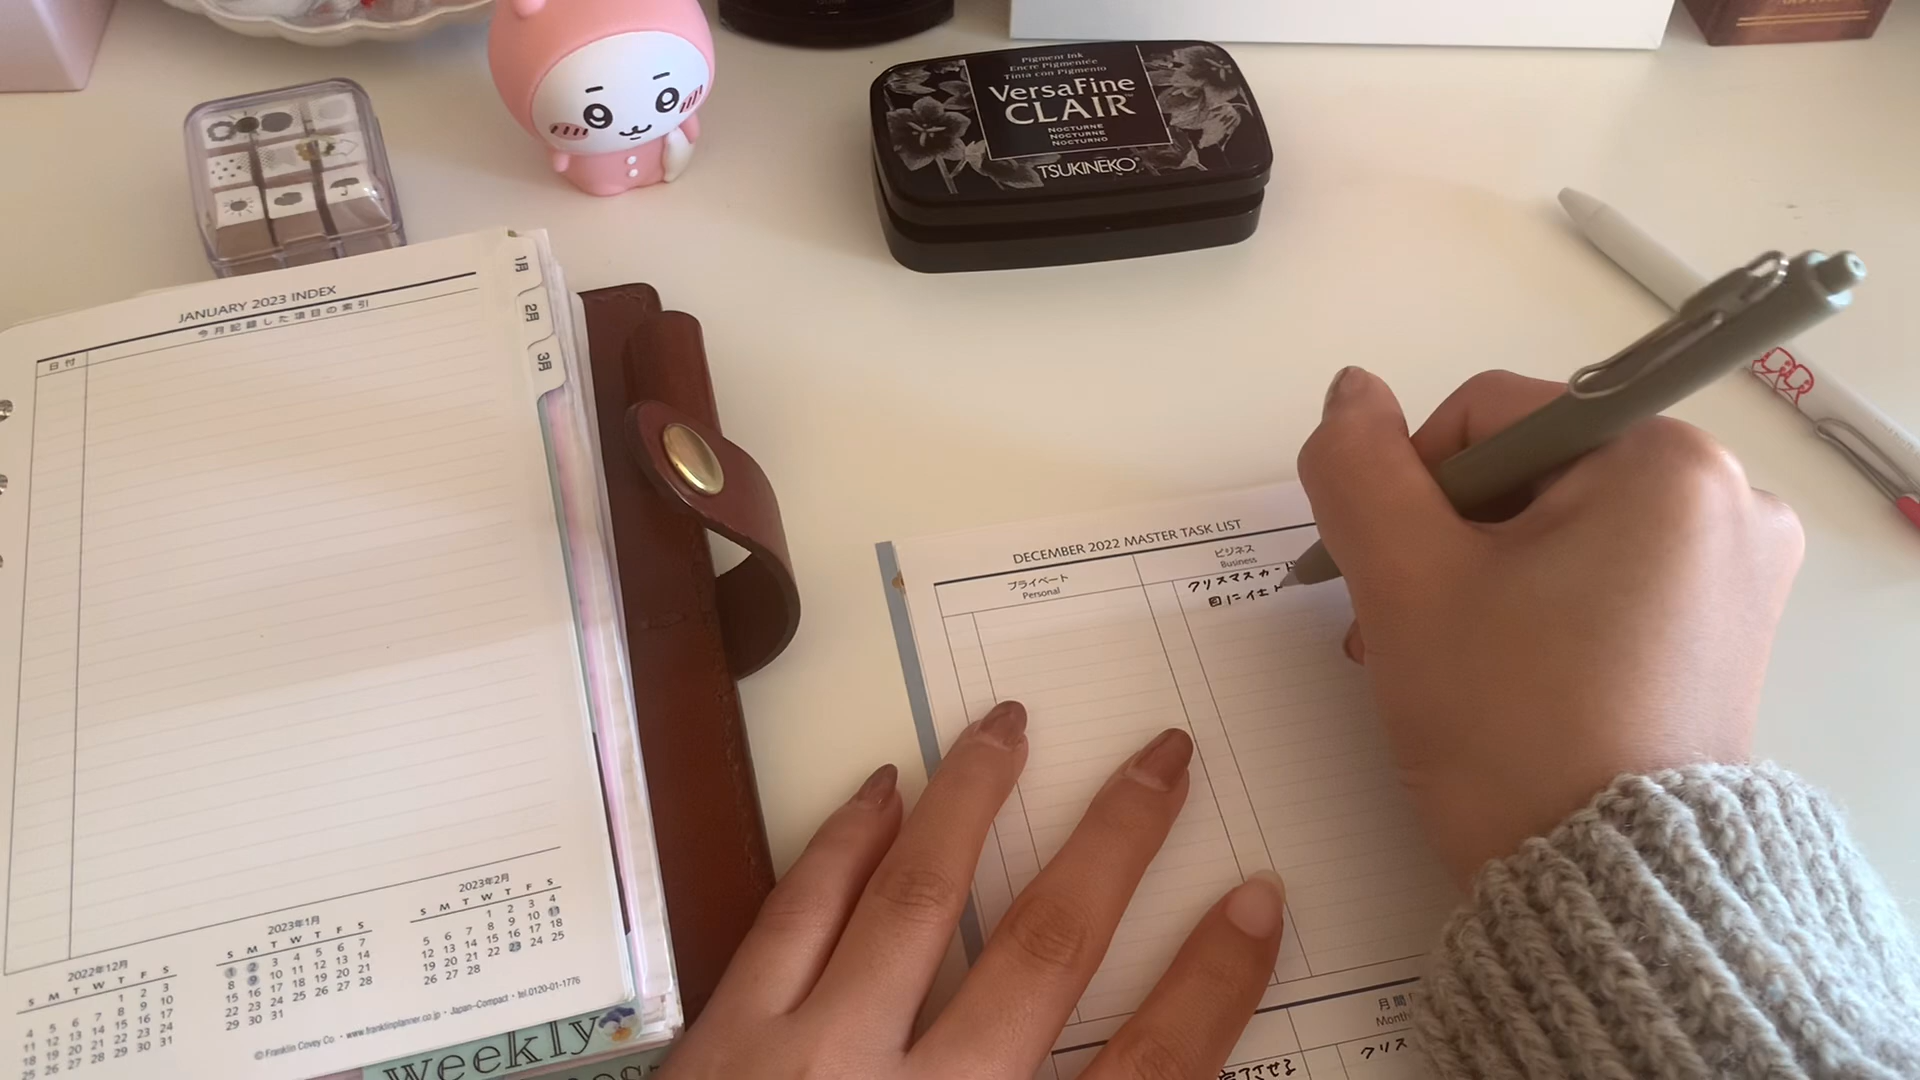 Pigment Ink
Encre Pigmentée
Tinta con Pigmento
VersaFine
CLAIR
NOCTURNE
NOCTURNE
NOCTURNO
TSUKINEKO
JANUARY 2023 INDEX
今月記録した項目の索引
日付
1月
2月
3月
2022年12月
S M T W T F S
1 2 3
4 5 6 7 8 9 10
11 12 13 14 15 16 17
18 19 20 21 22 23 24
25 26 27 28 29 30 31
2023年1月
S M T W T F S
1 2 3 4 5 6 7
8 9 10 11 12 13 14
15 16 17 18 19 20 21
22 23 24 25 26 27 28
29 30 31
2023年2月
S M T W T F S
1 2 3 4
5 6 7 8 9 10 11
12 13 14 15 16 17 18
19 20 21 22 23 24 25
26 27 28
© Franklin Covey Co. ・ www.franklinplanner.co.jp ・ Japan-Compact ・ tel.0120-01-1776
weekly
DECEMBER 2022 MASTER TASK LIST
プライベート
Personal
ビジネス
Business
クリスマスカード
月間
Month
クリス
完了させる